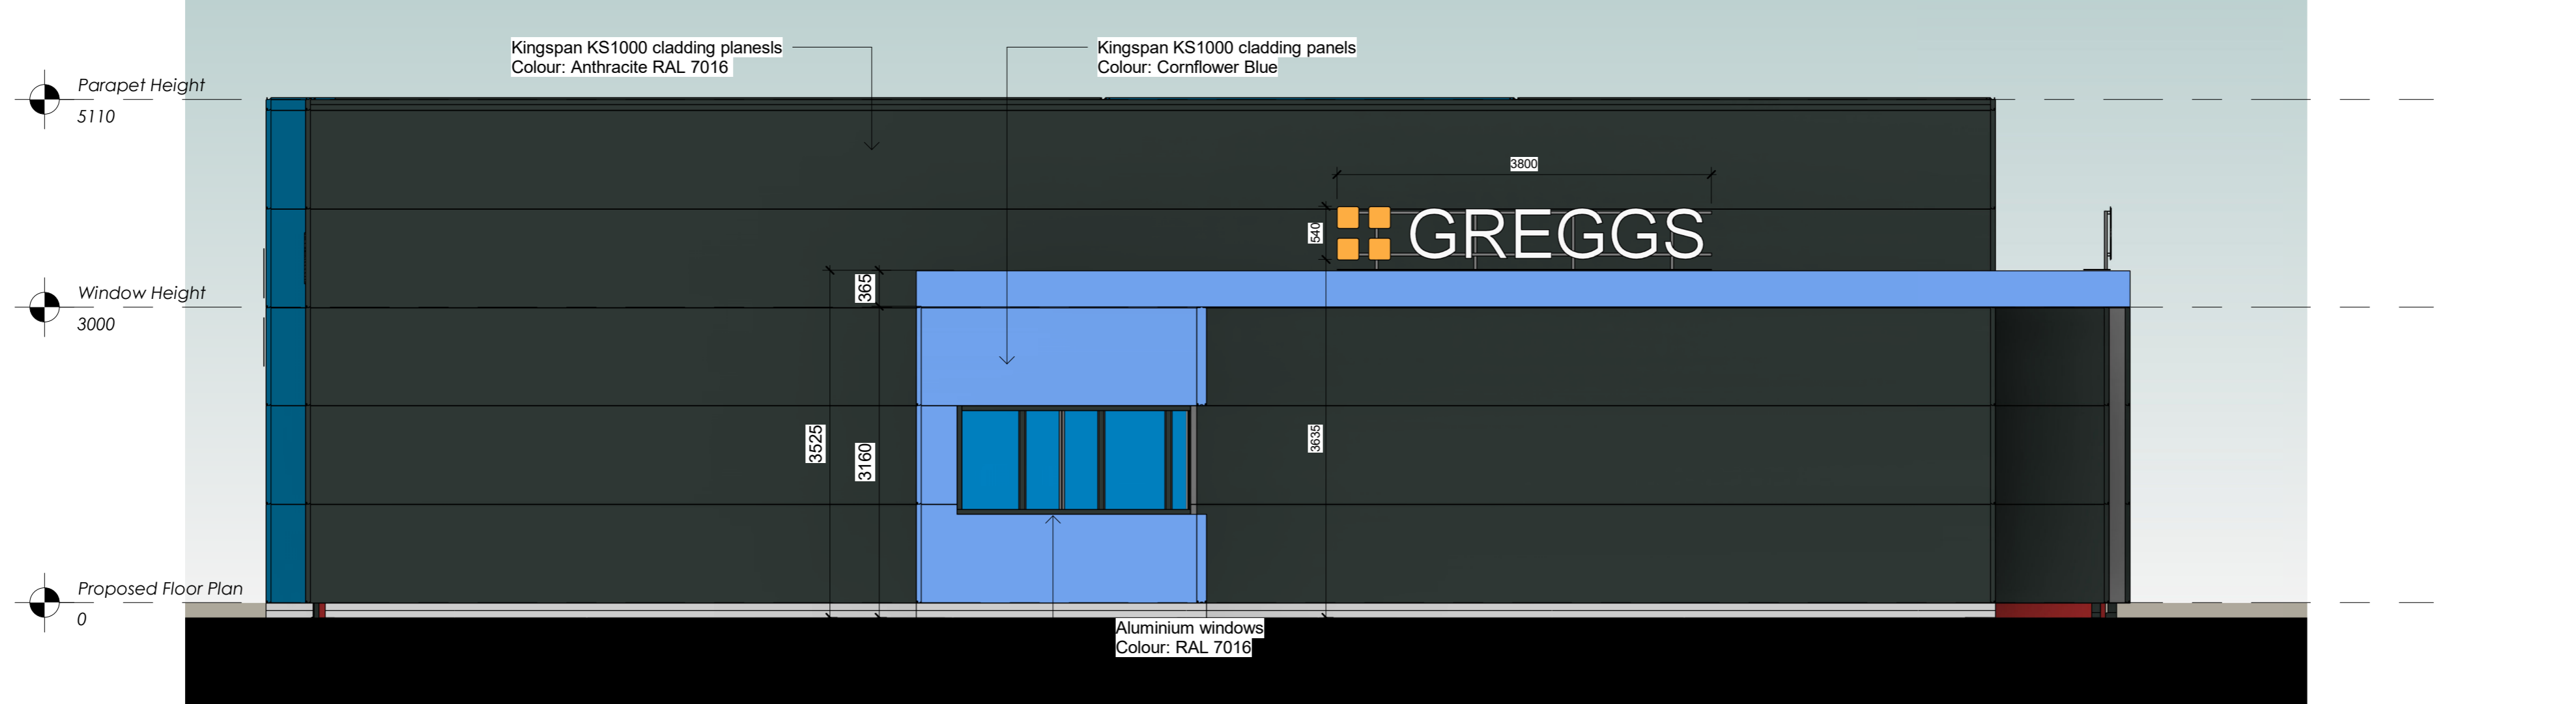 Kingspan KS1000 cladding planesls
Colour: Anthracite RAL 7016
Kingspan KS1000 cladding panels
Colour: Cornflower Blue
Parapet Height
5110
3800
540
GREGGS
365
Window Height
3000
3525
3160
3635
Proposed Floor Plan
0
Aluminium windows
Colour: RAL 7016